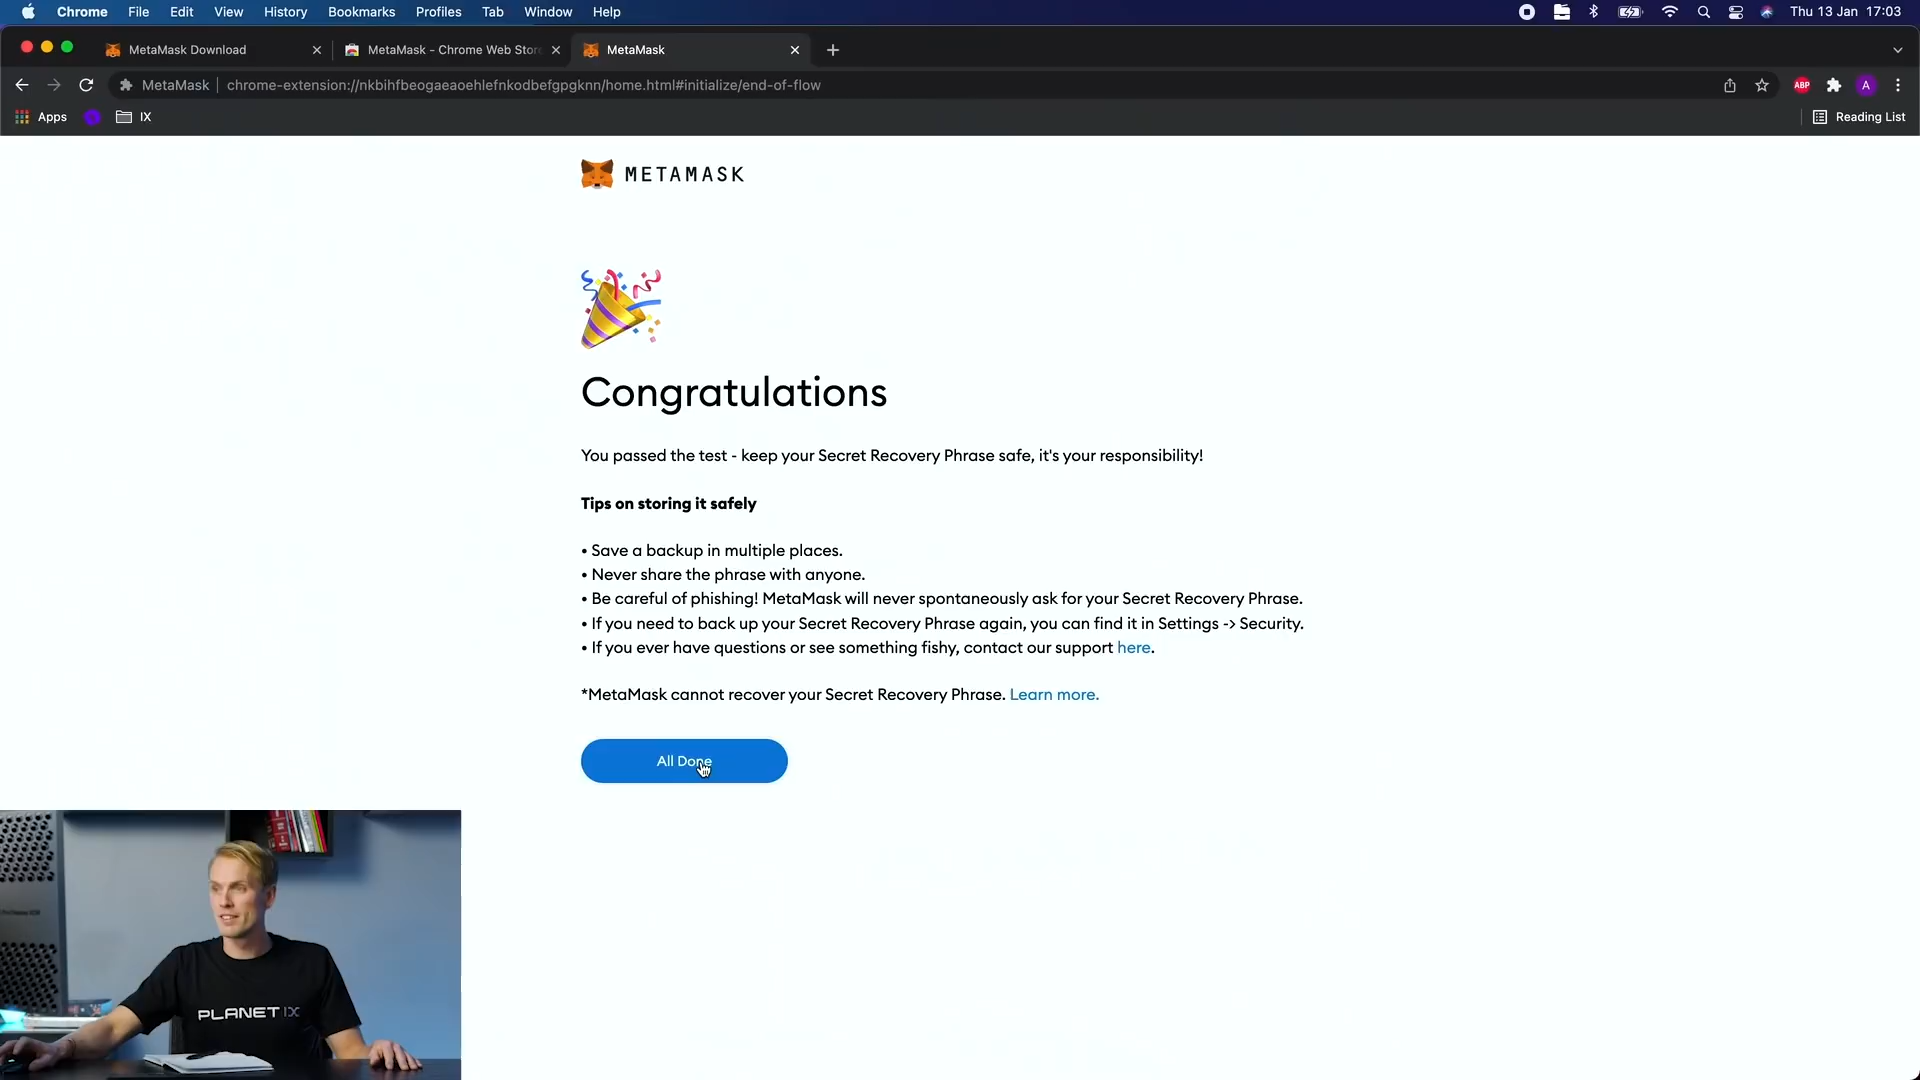 Chrome File Edit View History Bookmarks Profiles Tab Window Help Thu 13 Jan 17:03
MetaMask Download MetaMask - Chrome Web Stor MetaMask
MetaMask chrome-extension://nkbihfbeogaeaoehlefnkodbefgpgknn/home.html#initialize/end-of-flow ABP A
Apps IX Reading List
METAMASK
Congratulations
You passed the test - keep your Secret Recovery Phrase safe, it's your responsibility!
Tips on storing it safely
• Save a backup in multiple places.
• Never share the phrase with anyone.
• Be careful of phishing! MetaMask will never spontaneously ask for your Secret Recovery Phrase.
• If you need to back up your Secret Recovery Phrase again, you can find it in Settings -> Security.
• If you ever have questions or see something fishy, contact our support here.
*MetaMask cannot recover your Secret Recovery Phrase. Learn more.
All Done
PLANET IX